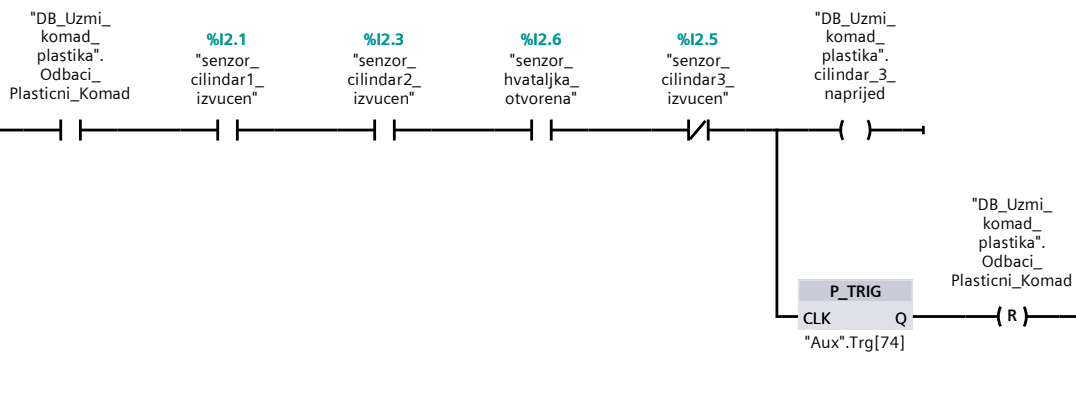 "DB_Uzmi_
komad_
plastika".
Odbaci_
Plasticni_Komad
%I2.1
"senzor_
cilindar1_
izvucen"
%I2.3
"senzor_
cilindar2_
izvucen"
%I2.6
"senzor_
hvataljka_
otvorena"
%I2.5
"senzor_
cilindar3_
izvucen"
"DB_Uzmi_
komad_
plastika".
cilindar_3_
naprijed
"DB_Uzmi_
komad_
plastika".
Odbaci_
Plasticni_Komad
P_TRIG
CLK Q
R
"Aux".Trg[74]